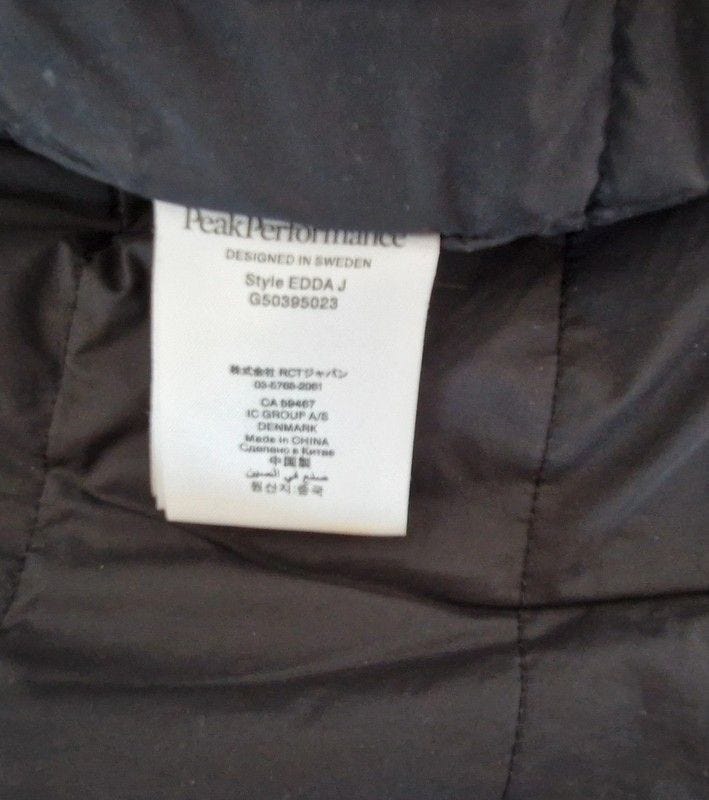 PeakPerformance
DESIGNED IN SWEDEN
Style EDDA J
G50395023
株式会社 RCTジャパン
03-5768-2061
CA 59467
IC GROUP A/S
DENMARK
Made in CHINA
Сделано в Китае
中国製
صنع في الصين
원산지:중국